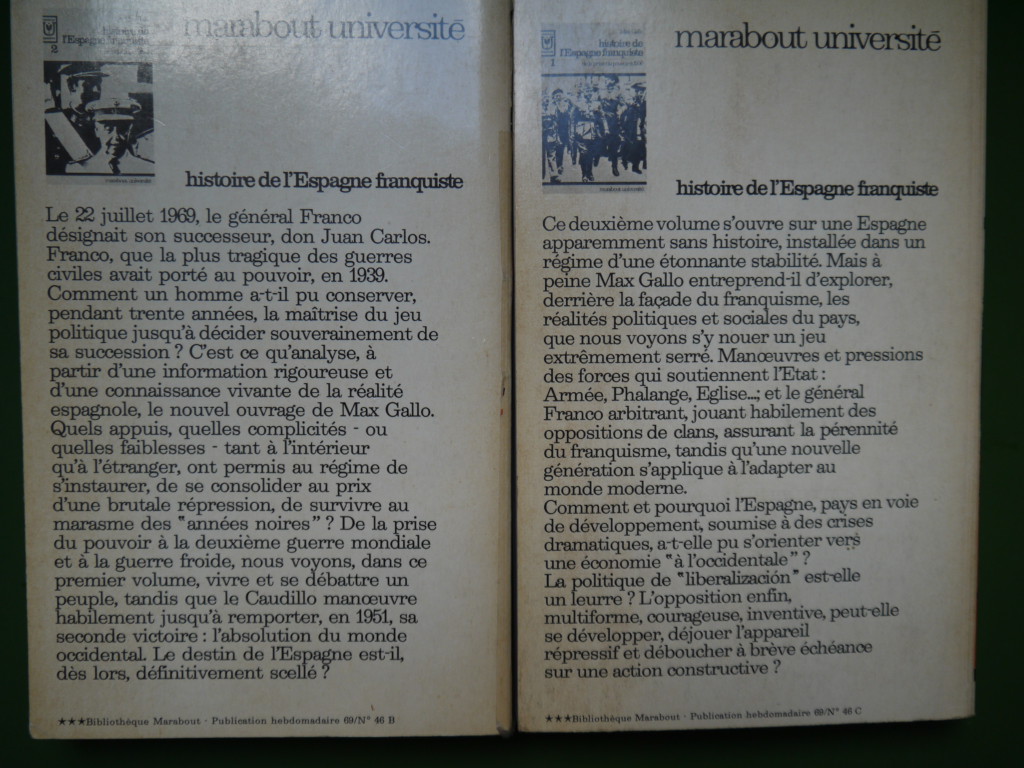 marabout université
2
histoire de
l'Espagne franquiste
marabout université
histoire de l'Espagne franquiste
Le 22 juillet 1969, le général Franco
désignait son successeur, don Juan Carlos.
Franco, que la plus tragique des guerres
civiles avait porté au pouvoir, en 1939.
Comment un homme a-t-il pu conserver,
pendant trente années, la maîtrise du jeu
politique jusqu'à décider souverainement de
sa succession ? C'est ce qu'analyse, à
partir d'une information rigoureuse et
d'une connaissance vivante de la réalité
espagnole, le nouvel ouvrage de Max Gallo.
Quels appuis, quelles complicités - ou
quelles faiblesses - tant à l'intérieur
qu'à l'étranger, ont permis au régime de
s'instaurer, de se consolider au prix
d'une brutale répression, de survivre au
marasme des "années noires" ? De la prise
du pouvoir à la deuxième guerre mondiale
et à la guerre froide, nous voyons, dans ce
premier volume, vivre et se débattre un
peuple, tandis que le Caudillo manœuvre
habilement jusqu'à remporter, en 1951, sa
seconde victoire : l'absolution du monde
occidental. Le destin de l'Espagne est-il,
dès lors, définitivement scellé ?
★★★Bibliothèque Marabout · Publication hebdomadaire 69/N° 46 B
marabout université
1
histoire de
l'Espagne franquiste
marabout université
histoire de l'Espagne franquiste
Ce deuxième volume s'ouvre sur une Espagne
apparemment sans histoire, installée dans un
régime d'une étonnante stabilité. Mais à
peine Max Gallo entreprend-il d'explorer,
derrière la façade du franquisme, les
réalités politiques et sociales du pays,
que nous voyons s'y nouer un jeu
extrêmement serré. Manœuvres et pressions
des forces qui soutiennent l'Etat :
Armée, Phalange, Eglise...; et le général
Franco arbitrant, jouant habilement des
oppositions de clans, assurant la pérennité
du franquisme, tandis qu'une nouvelle
génération s'applique à l'adapter au
monde moderne.
Comment et pourquoi l'Espagne, pays en voie
de développement, soumise à des crises
dramatiques, a-t-elle pu s'orienter vers
une économie "à l'occidentale" ?
La politique de "liberalización" est-elle
un leurre ? L'opposition enfin,
multiforme, courageuse, inventive, peut-elle
se développer, déjouer l'appareil
répressif et déboucher à brève échéance
sur une action constructive ?
★★★Bibliothèque Marabout · Publication hebdomadaire 69/N° 46 C